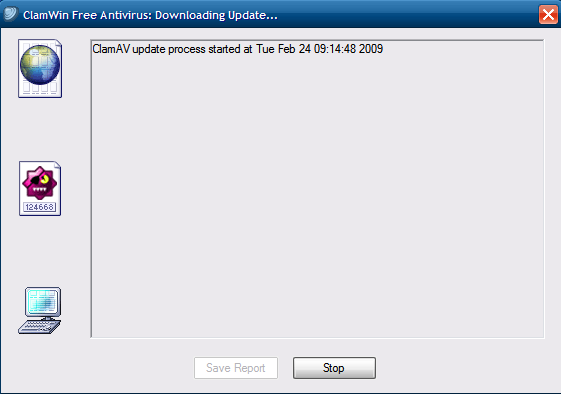 ClamWin Free Antivirus: Downloading Update...
ClamAV update process started at Tue Feb 24 09:14:48 2009
124668
Save Report
Stop